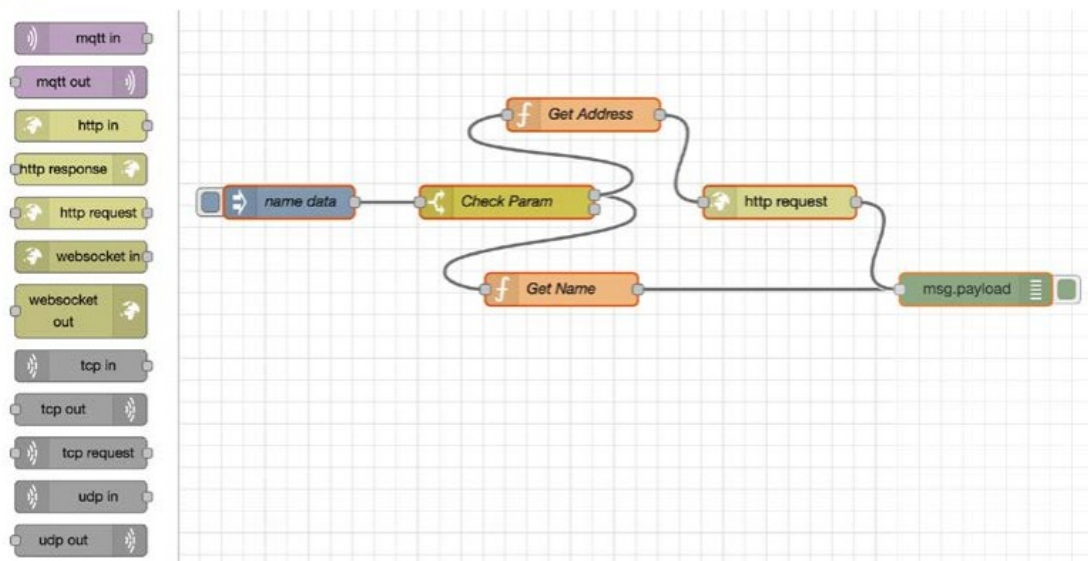 mqtt in
mqtt out
http in
http response
http request
websocket in
websocket
out
tcp in
tcp out
tcp request
udp in
udp out
Get Address
name data
Check Param
http request
Get Name
msg.payload